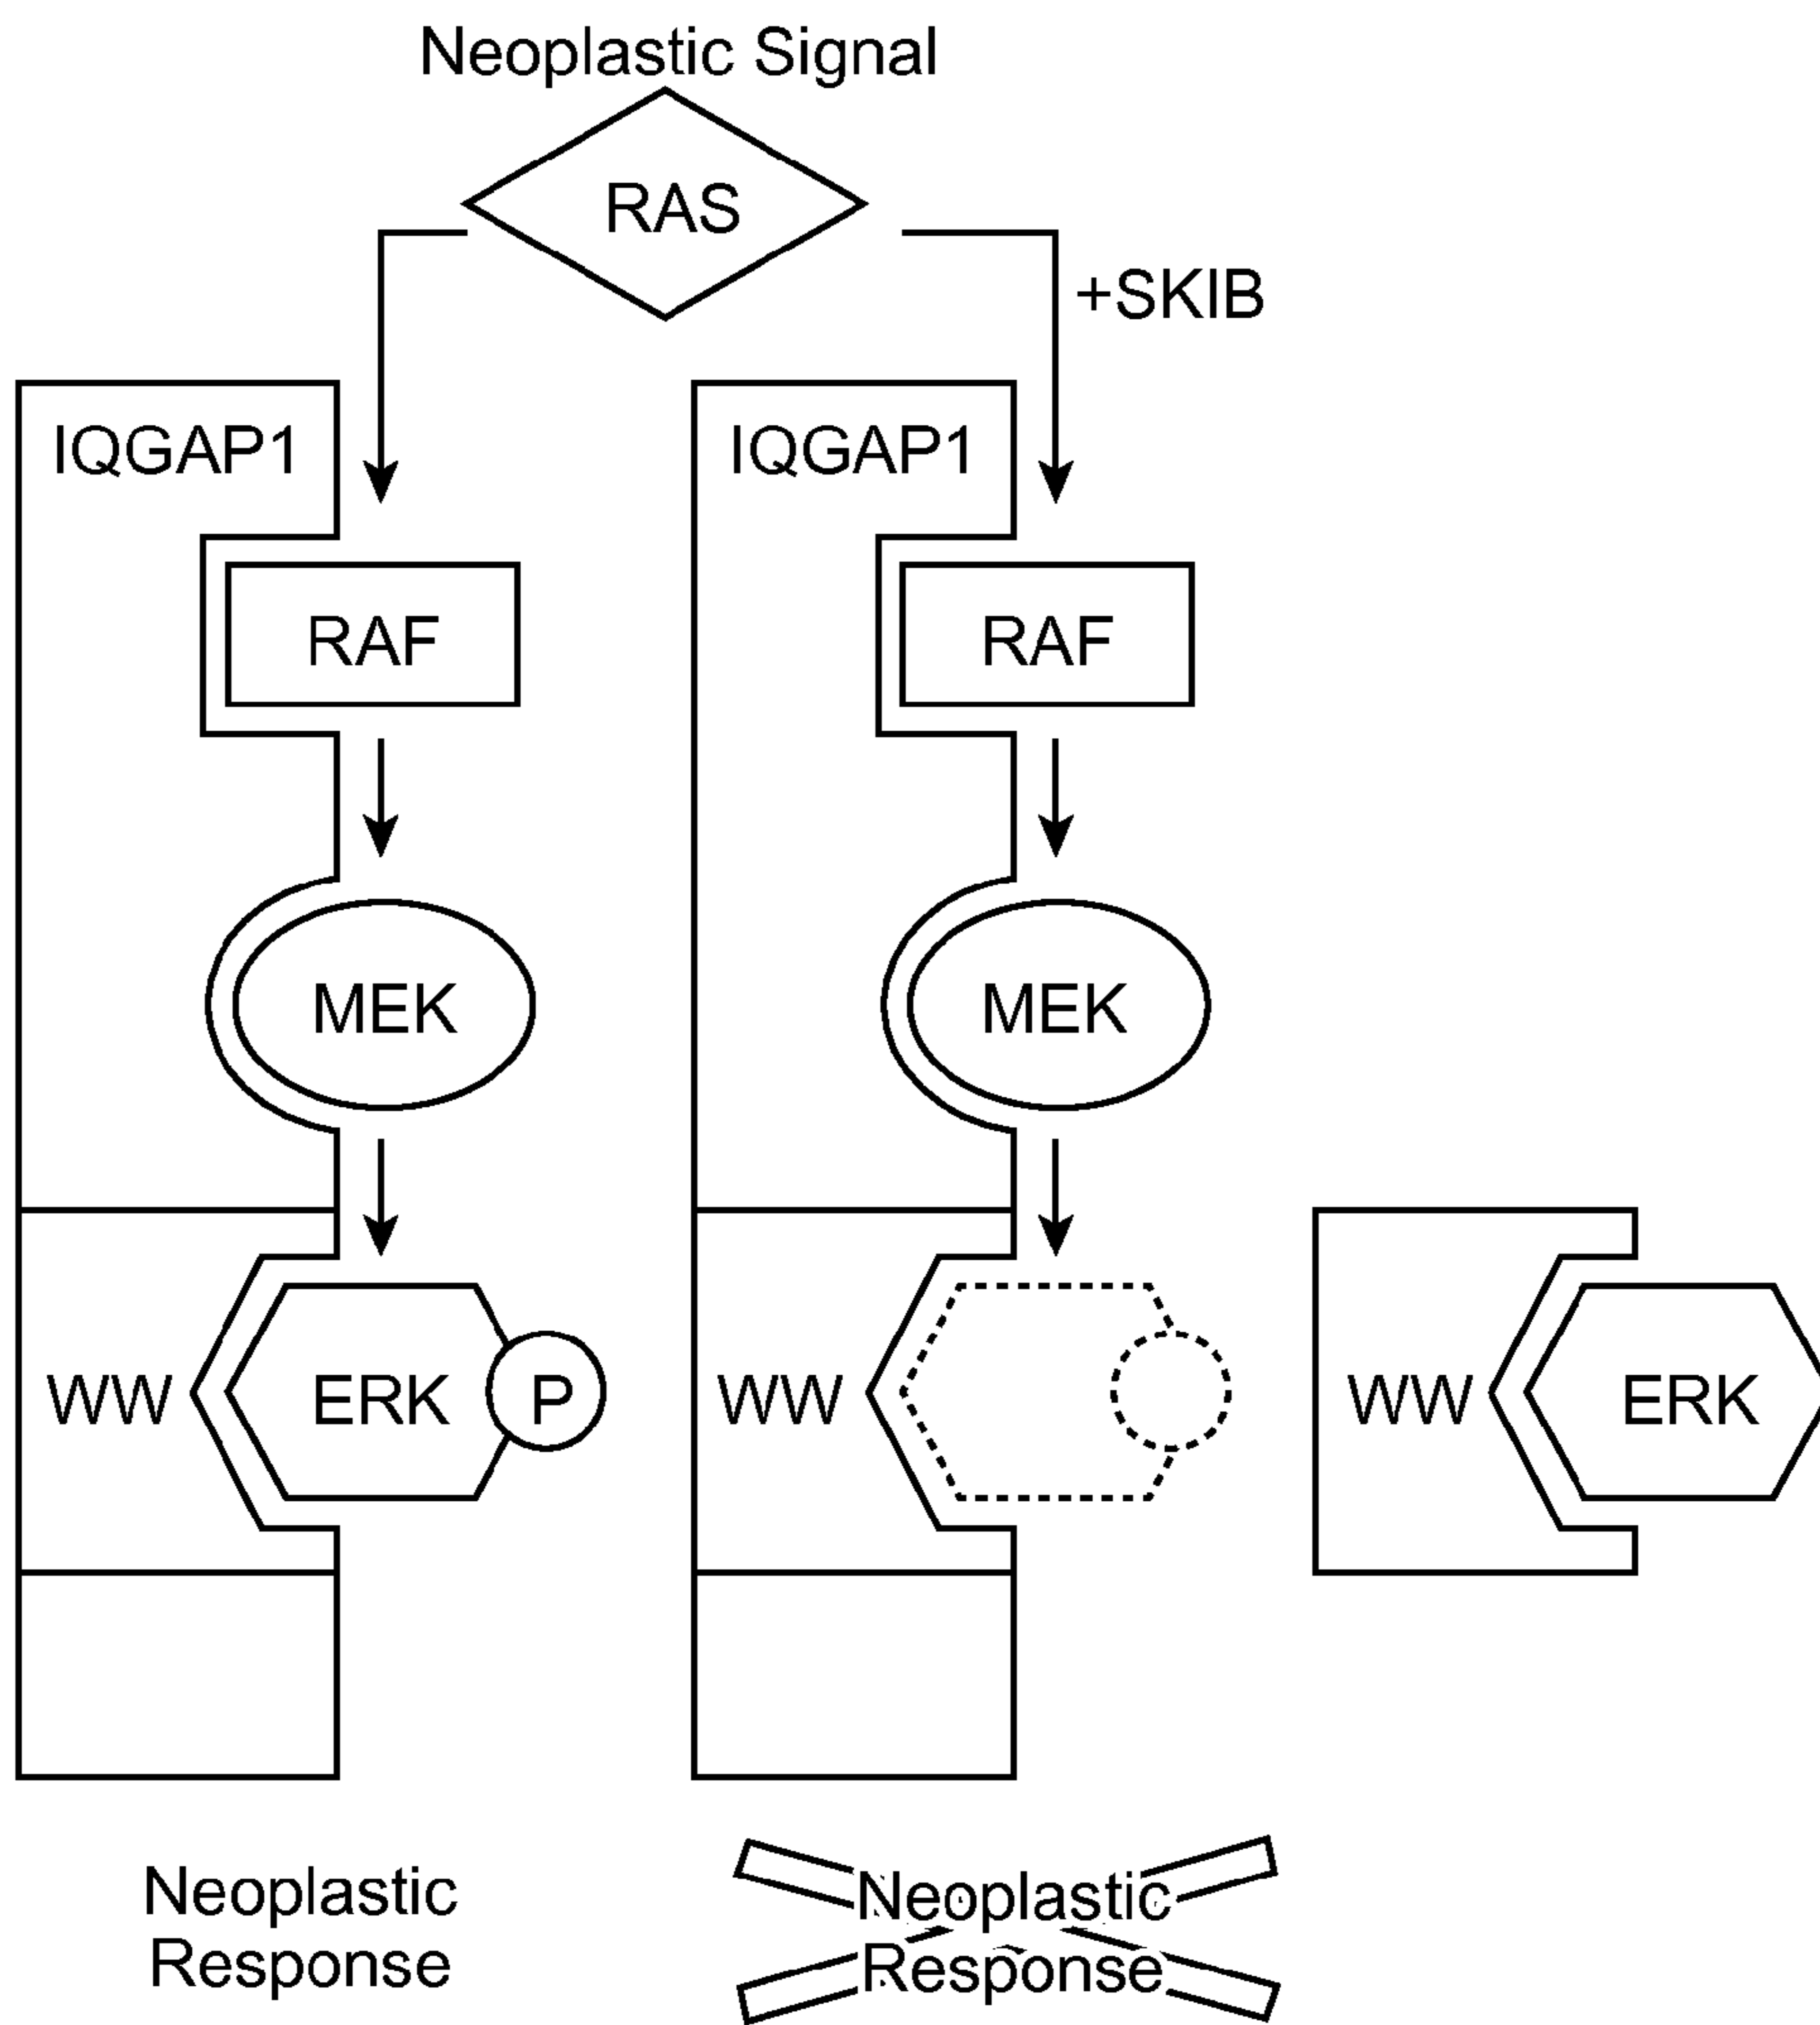 Neoplastic Signal
RAS
+SKIB
IQGAP1
IQGAP1
RAF
RAF
MEK
MEK
WW
ERK
P
WW
WW
ERK
Neoplastic
Response
Neoplastic
Response